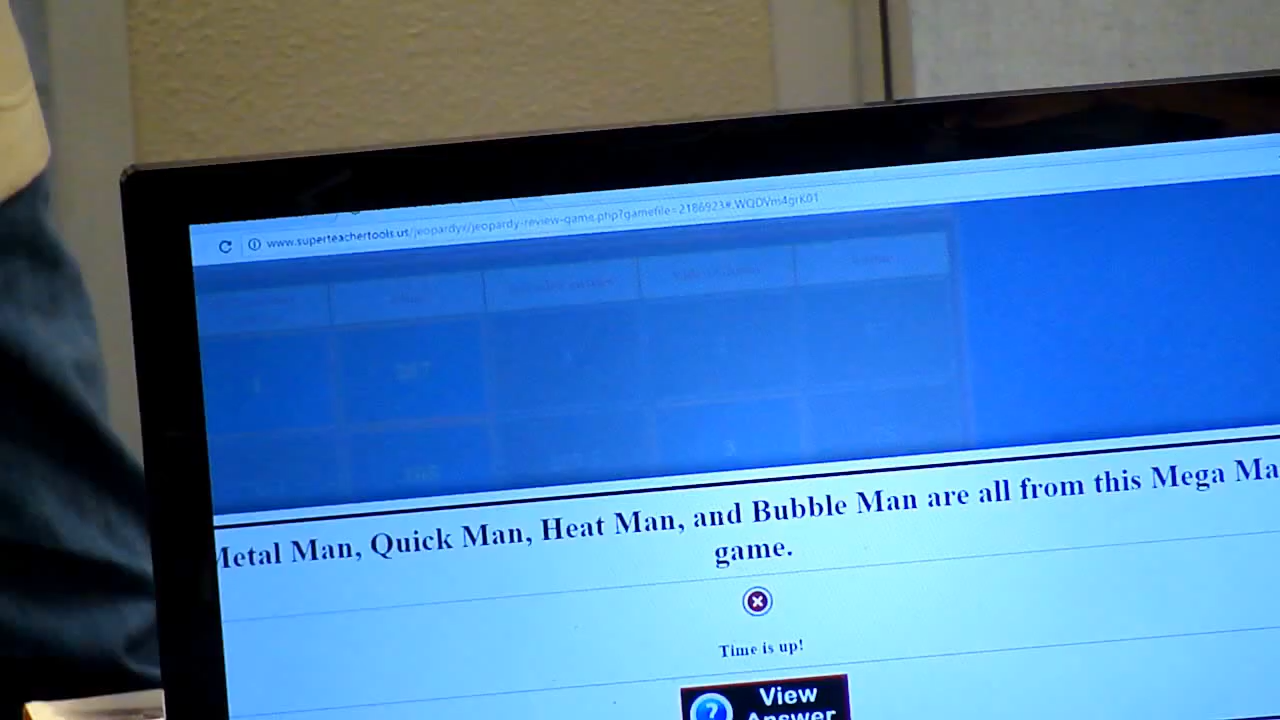 www.superteachertools.us/jeopardyx/jeopardy-review-game.php?gamefile=2186923#.WQDVm4grK01
Metal Man, Quick Man, Heat Man, and Bubble Man are all from this Mega Ma
game.
Time is up!
? View
Answer